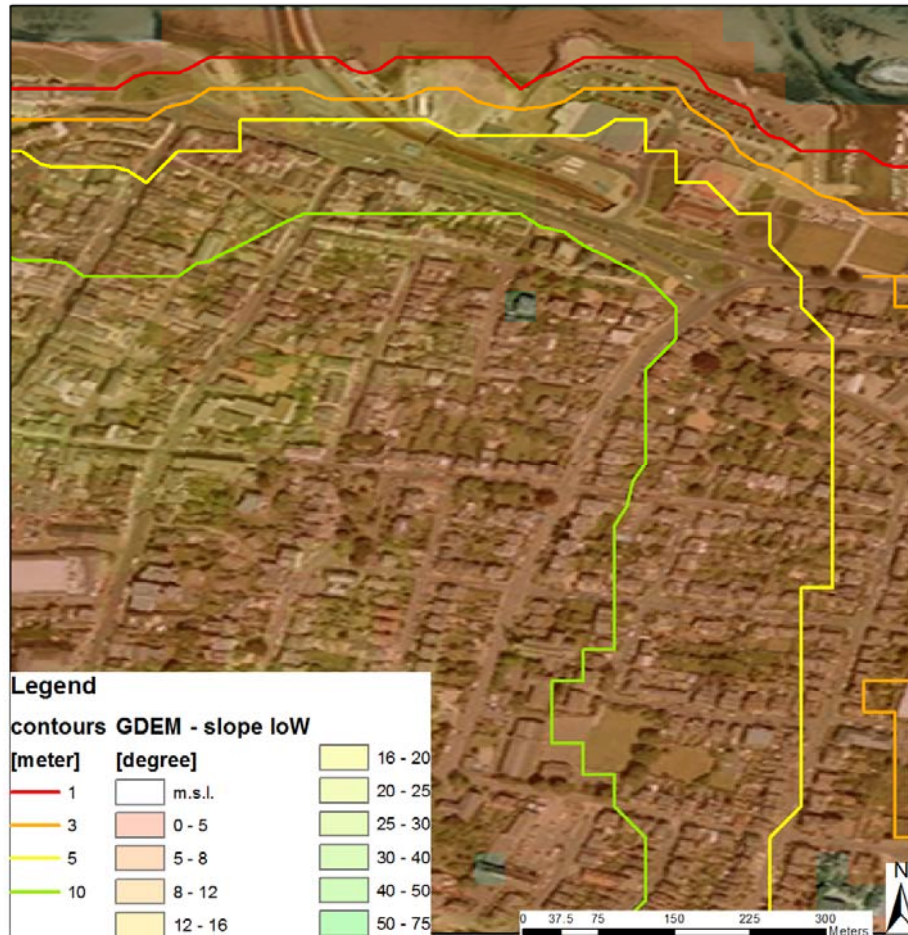 Legend
contours GDEM - slope IoW
[meter] [degree]
1
3
5
10
m.s.l.
0 - 5
5 - 8
8 - 12
12 - 16
16 - 20
20 - 25
25 - 30
30 - 40
40 - 50
50 - 75
N
0 37.5 75 150 225 300
Meters